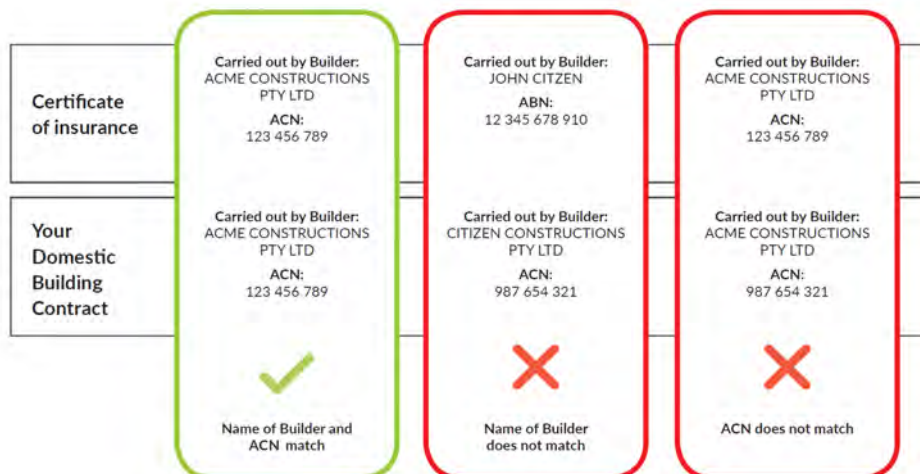 Certificate
of insurance
Carried out by Builder:
ACME CONSTRUCTIONS
PTY LTD
ACN:
123 456 789
Carried out by Builder:
JOHN CITZEN
ABN:
12 345 678 910
Carried out by Builder:
ACME CONSTRUCTIONS
PTY LTD
ACN:
123 456 789
Your
Domestic
Building
Contract
Carried out by Builder:
ACME CONSTRUCTIONS
PTY LTD
ACN:
123 456 789
Carried out by Builder:
CITIZEN CONSTRUCTIONS
PTY LTD
ACN:
987 654 321
Carried out by Builder:
ACME CONSTRUCTIONS
PTY LTD
ACN:
987 654 321
Name of Builder and
ACN match
Name of Builder
does not match
ACN does not match